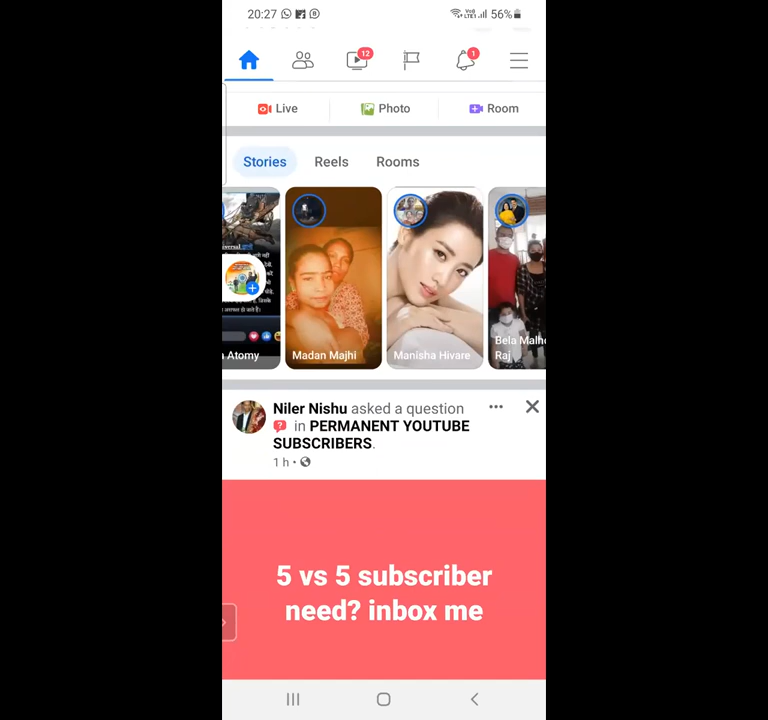 20:27
56%
12
1
Live
Photo
Room
Stories
Reels
Rooms
Atomy
Madan Majhi
Manisha Hivare
Bela Malh
Raj
Niler Nishu asked a question
in PERMANENT YOUTUBE
SUBSCRIBERS.
1 h
5 vs 5 subscriber
need? inbox me